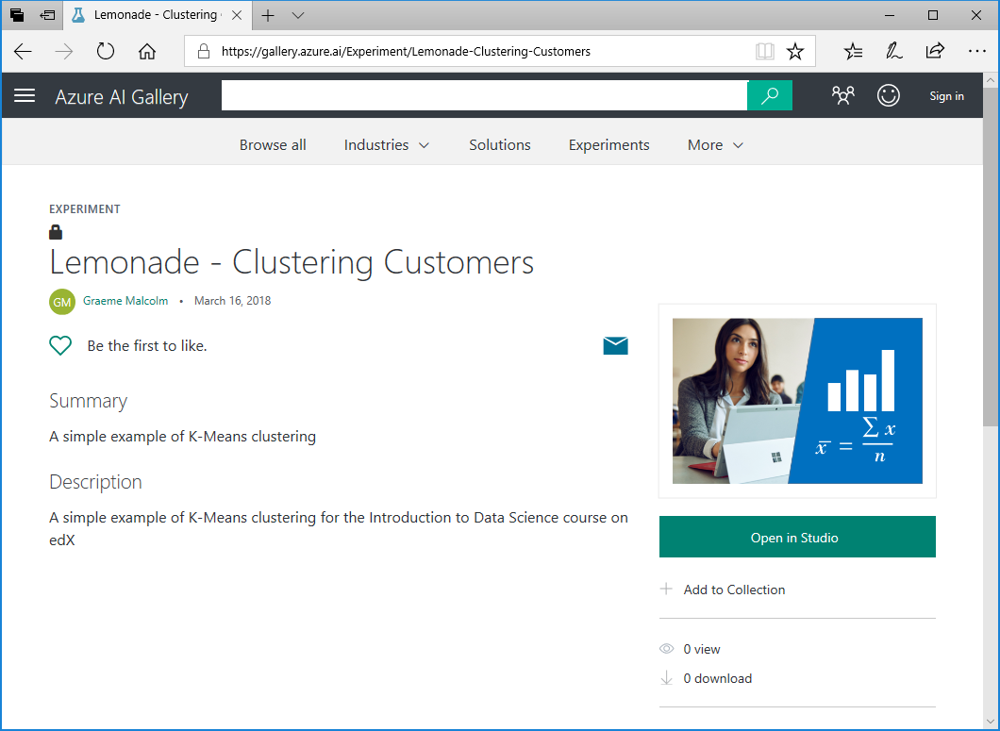 Lemonade - Clustering
https://gallery.azure.ai/Experiment/Lemonade-Clustering-Customers
Azure AI Gallery
Sign in
Browse all
Industries
Solutions
Experiments
More
EXPERIMENT
Lemonade - Clustering Customers
GM
Graeme Malcolm • March 16, 2018
Be the first to like.
Summary
A simple example of K-Means clustering
Description
A simple example of K-Means clustering for the Introduction to Data Science course on
edX
x̅ = ∑ x / n
Open in Studio
Add to Collection
0 view
0 download